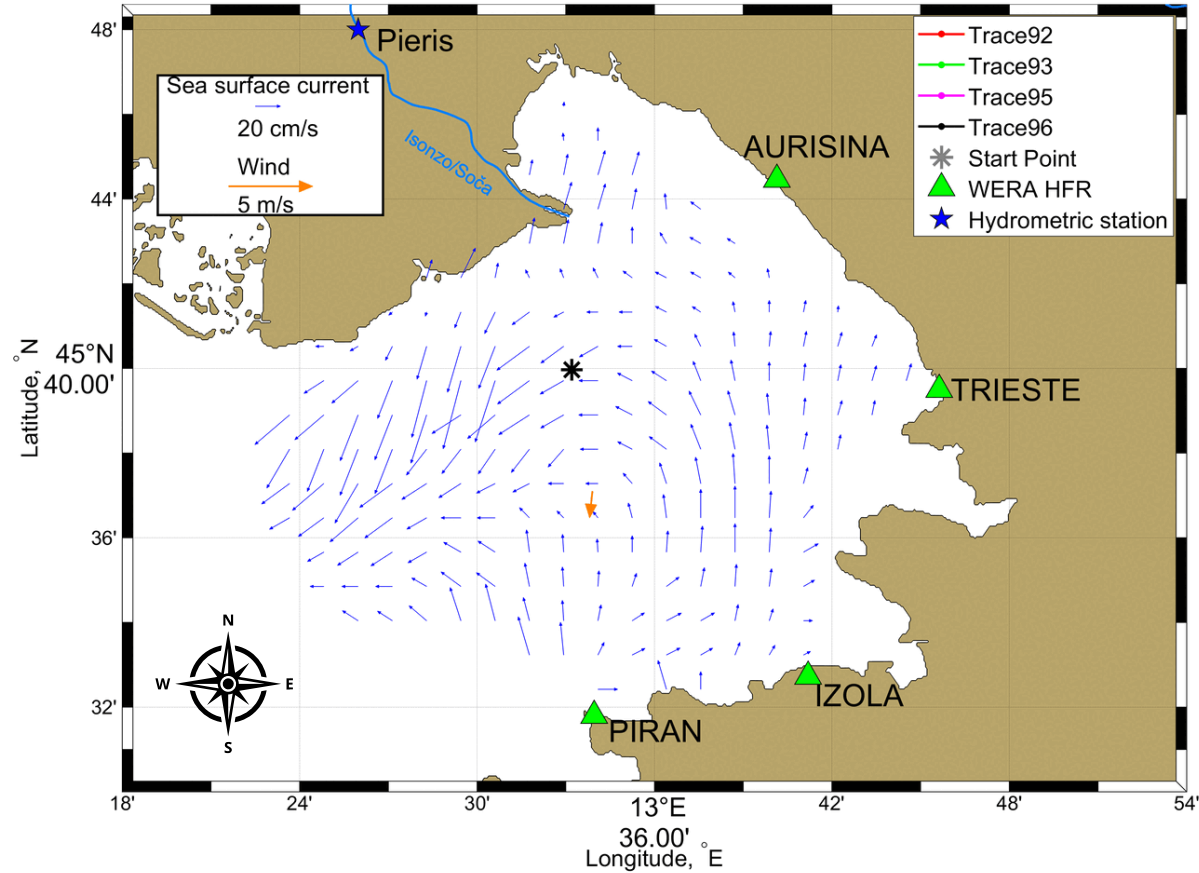 48'
Pieris
Sea surface current
20 cm/s
Wind
5 m/s
Isonzo/Soča
Trace92
Trace93
Trace95
Trace96
Start Point
WERA HFR
Hydrometric station
AURISINA
44'
45°N
40.00'
Latitude, °N
TRIESTE
36'
N
W
E
S
32'
IZOLA
PIRAN
18'
24'
30'
13°E
36.00'
42'
48'
54'
Longitude, °E